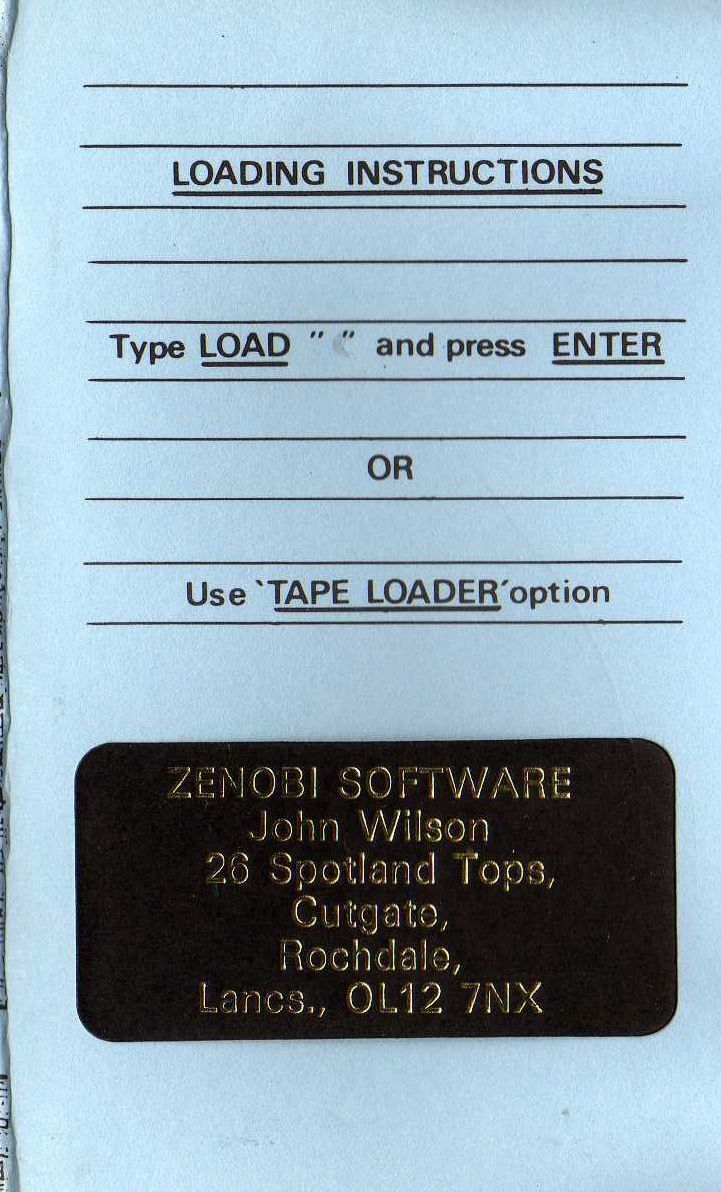 LOADING INSTRUCTIONS
Type LOAD " " and press ENTER
OR
Use `TAPE LOADER´option
ZENOBI SOFTWARE
John Wilson
26 Spotland Tops,
Cutgate,
Rochdale,
Lancs., OL12 7NX